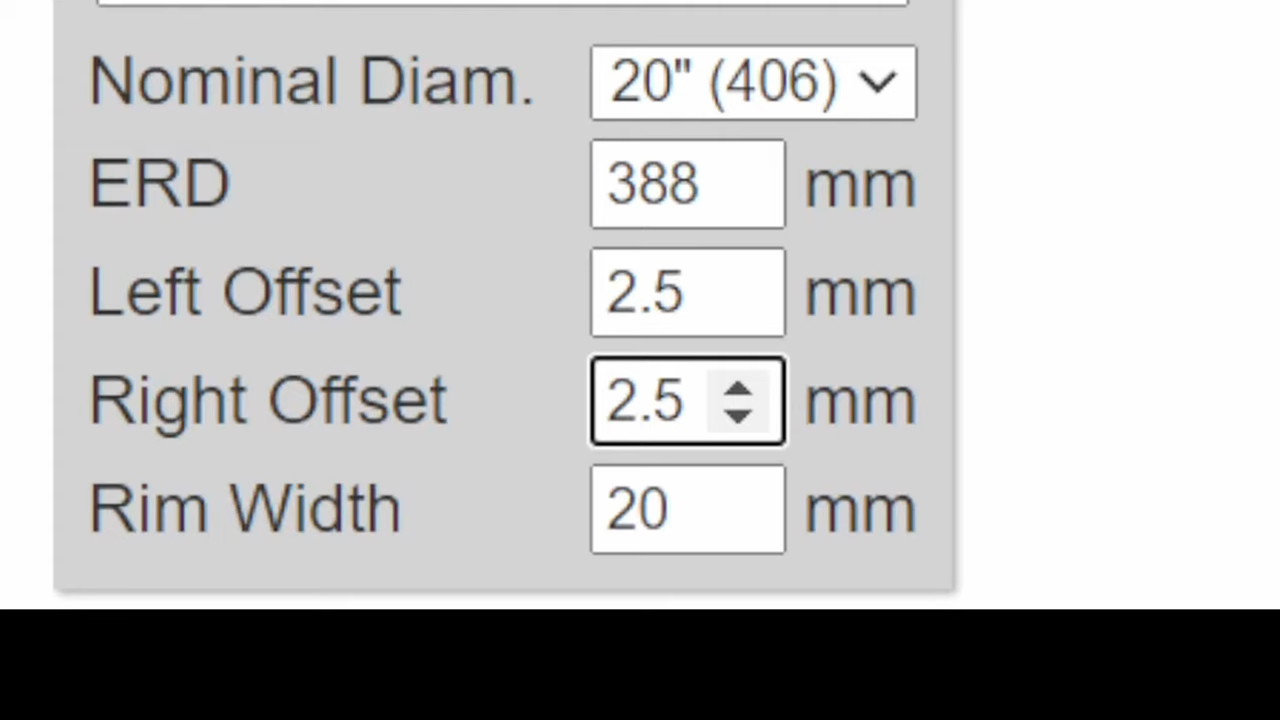 Nominal Diam. 20" (406)
ERD 388 mm
Left Offset 2.5 mm
Right Offset 2.5 mm
Rim Width 20 mm